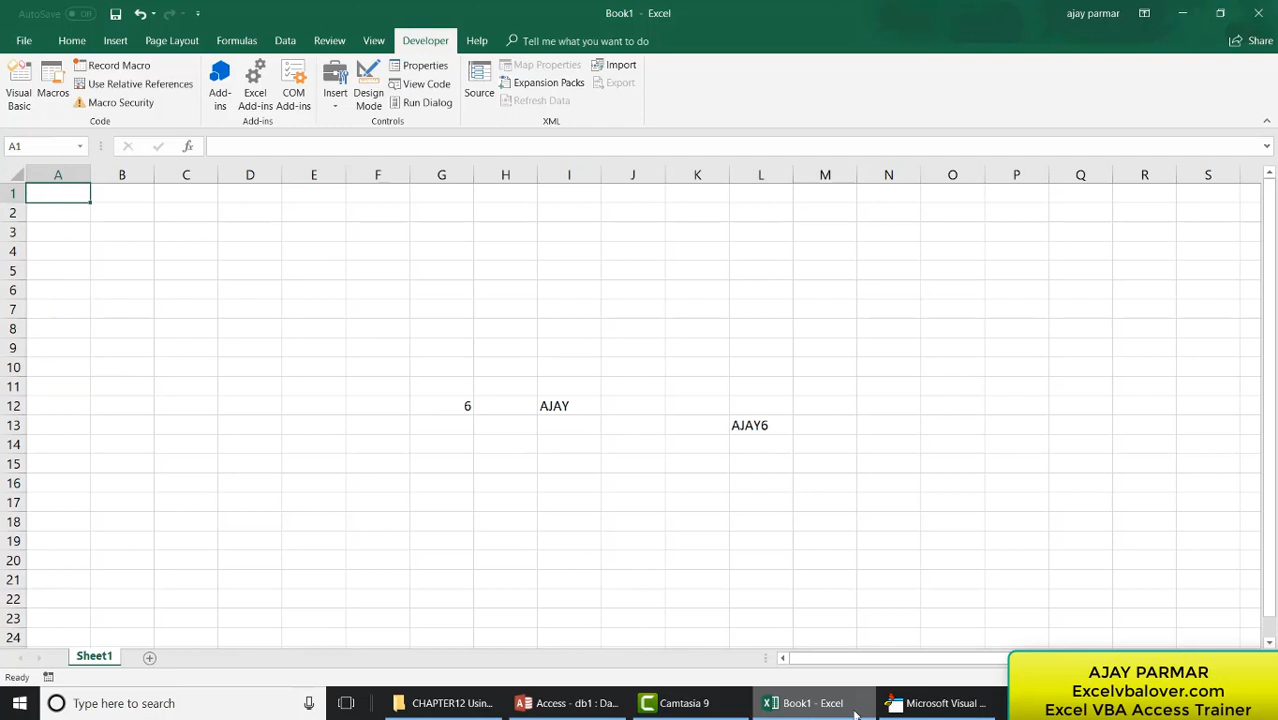 AutoSave Off
Book1 - Excel
ajay parmar
File Home Insert Page Layout Formulas Data Review View Developer Help Tell me what you want to do Share
Visual Basic
Macros
Record Macro
Use Relative References
Macro Security
Code
Add-ins
Excel Add-ins
COM Add-ins
Add-ins
Insert
Design Mode
Properties
View Code
Run Dialog
Controls
Source
Map Properties
Expansion Packs
Refresh Data
Import
Export
XML
A1
fx
A B C D E F G H I J K L M N O P Q R S
1
2
3
4
5
6
7
8
9
10
11
12 6 AJAY
13 AJAY6
14
15
16
17
18
19
20
21
22
23
24
Sheet1
Ready
Type here to search
CHAPTER12 Usin...
Access - db1 : Da...
Camtasia 9
Book1 - Excel
Microsoft Visual ...
AJAY PARMAR
Excelvbalover.com
Excel VBA Access Trainer